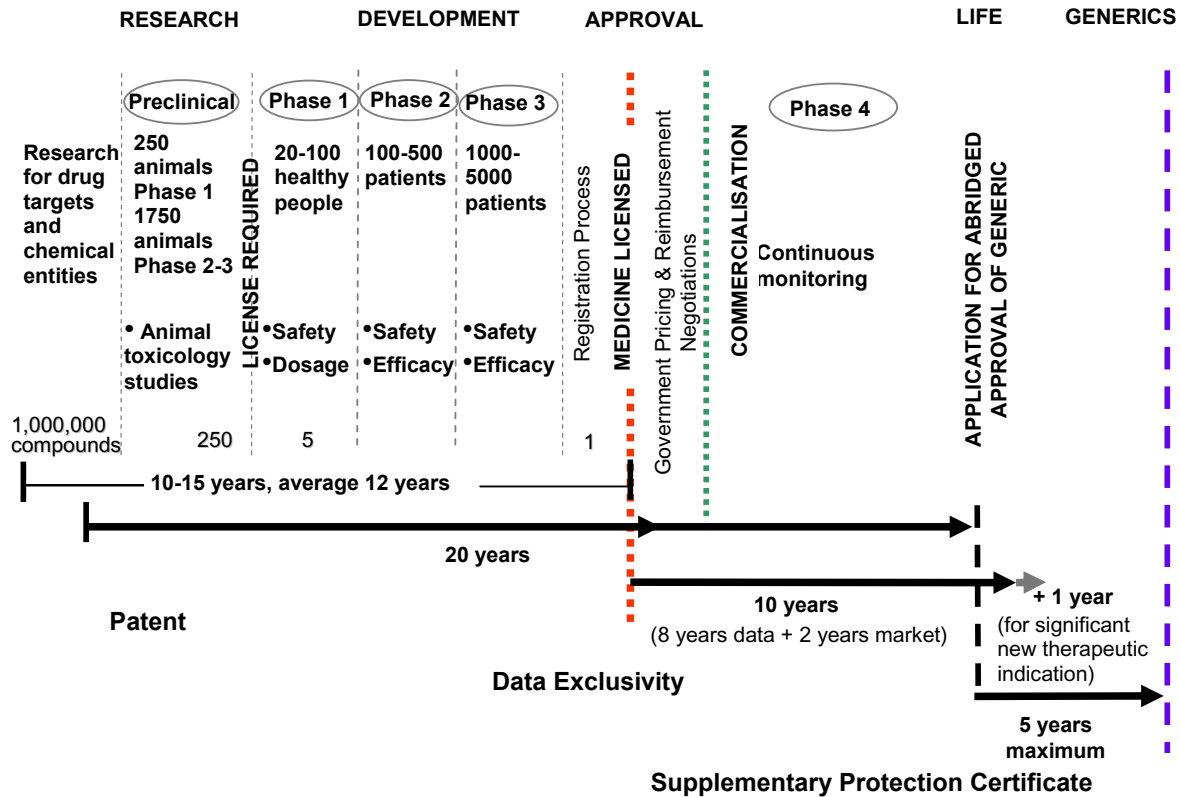 RESEARCH
DEVELOPMENT
APPROVAL
LIFE
GENERICS
Preclinical
Phase 1
Phase 2
Phase 3
Phase 4
Research
for drug
targets
and
chemical
entities
250
animals
Phase 1
1750
animals
Phase 2-3
LICENSE REQUIRED
20-100
healthy
people
100-500
patients
1000-
5000
patients
Registration Process
MEDICINE LICENSED
Government Pricing & Reimbursement
Negotiations
COMMERCIALISATION
Continuous
monitoring
APPLICATION FOR ABRIDGED
APPROVAL OF GENERIC
• Animal
toxicology
studies
•Safety
•Dosage
•Safety
•Efficacy
•Safety
•Efficacy
1,000,000
compounds
250
5
1
10-15 years, average 12 years
20 years
Patent
10 years
(8 years data + 2 years market)
+ 1 year
(for significant
new therapeutic
indication)
Data Exclusivity
5 years
maximum
Supplementary Protection Certificate